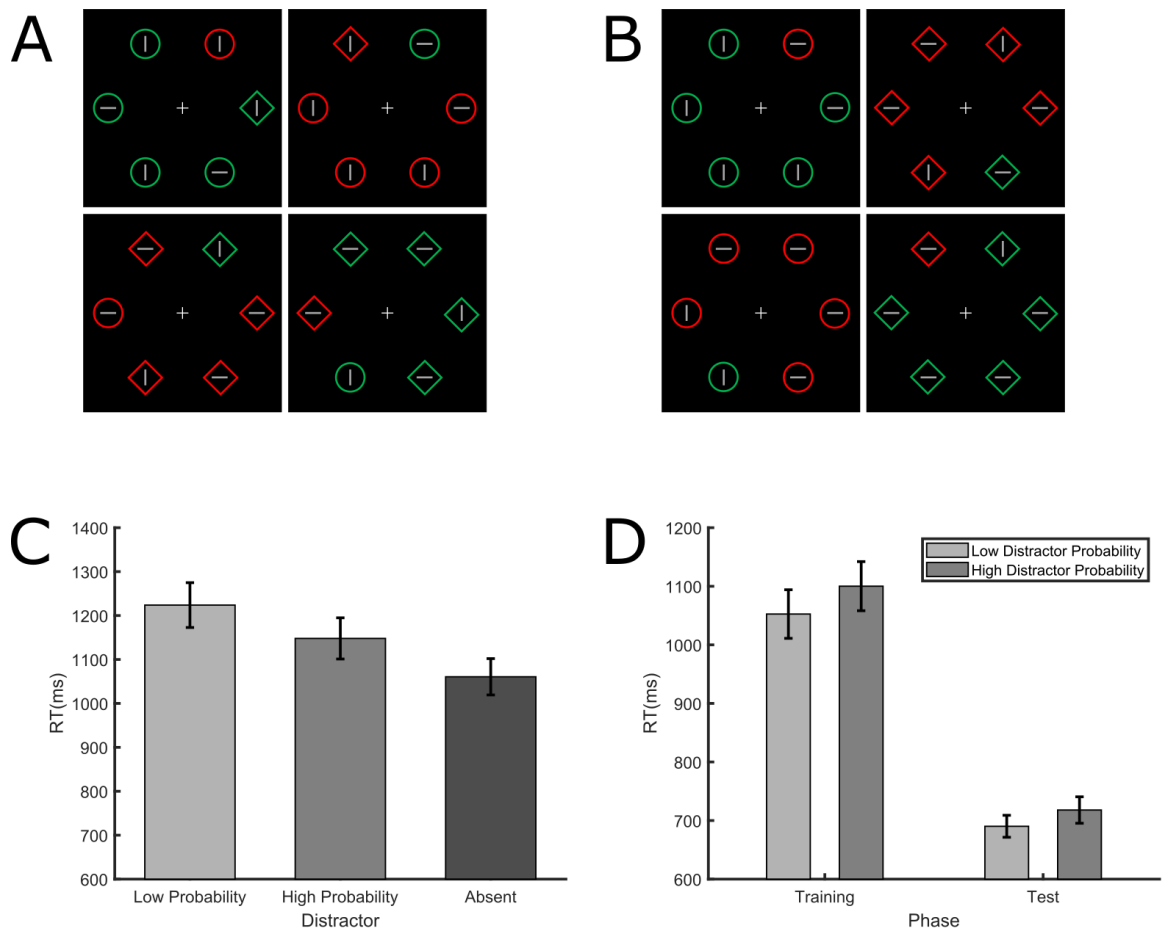 A
B
C
1400
1300
1200
1100
1000
900
800
700
600
RT(ms)
Low Probability
High Probability
Absent
Distractor
D
1200
1100
1000
900
800
700
600
RT(ms)
Low Distractor Probability
High Distractor Probability
Training
Test
Phase